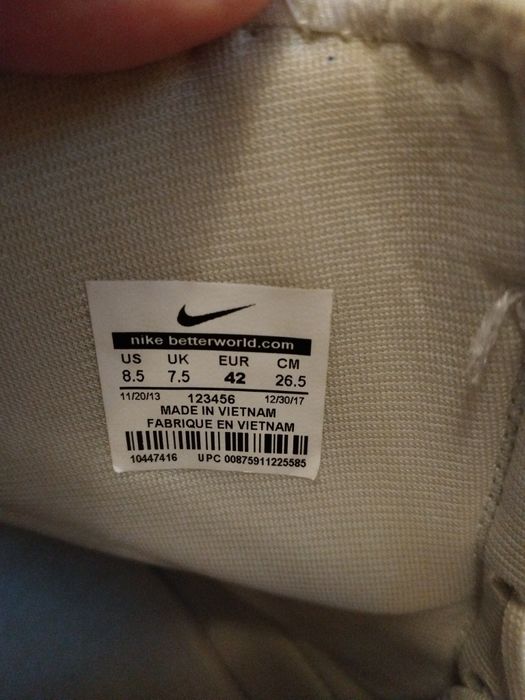 nike betterworld.com
US UK EUR CM
8.5 7.5 42 26.5
11/20/13 123456 12/30/17
MADE IN VIETNAM
FABRIQUE EN VIETNAM
10447416 UPC 00875911225585